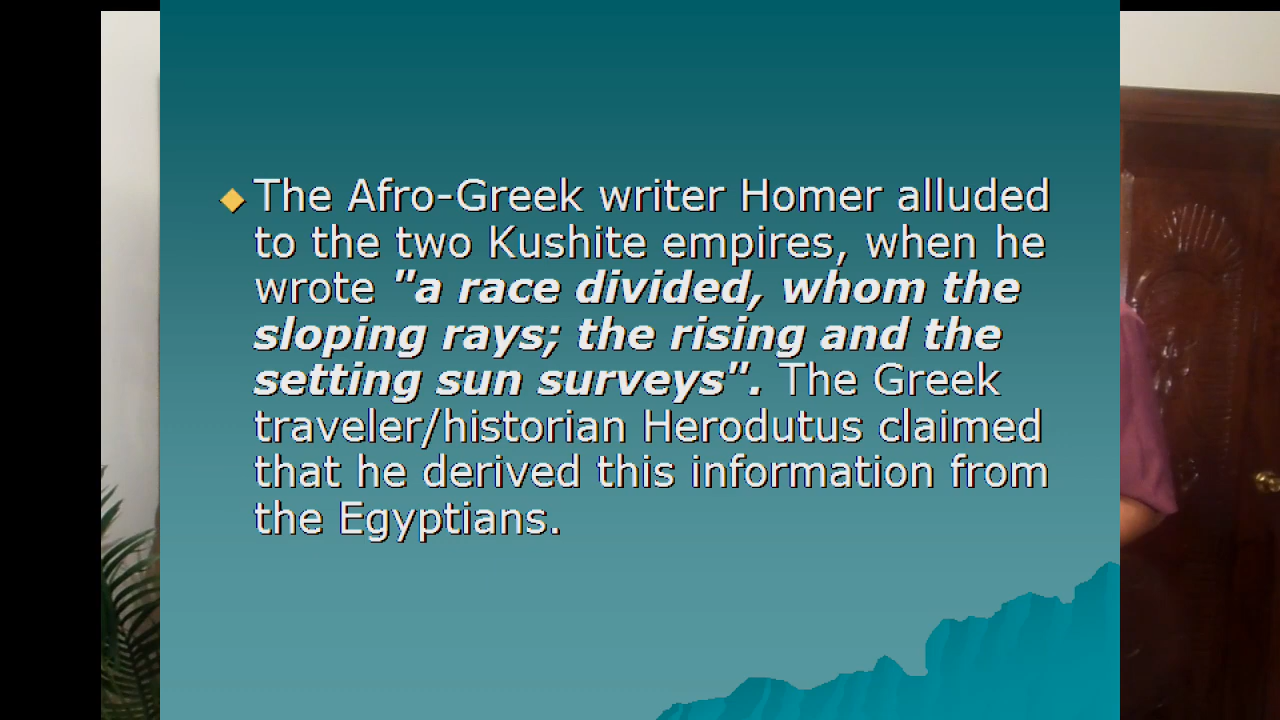 The Afro-Greek writer Homer alluded
to the two Kushite empires, when he
wrote "a race divided, whom the
sloping rays; the rising and the
setting sun surveys". The Greek
traveler/historian Herodutus claimed
that he derived this information from
the Egyptians.